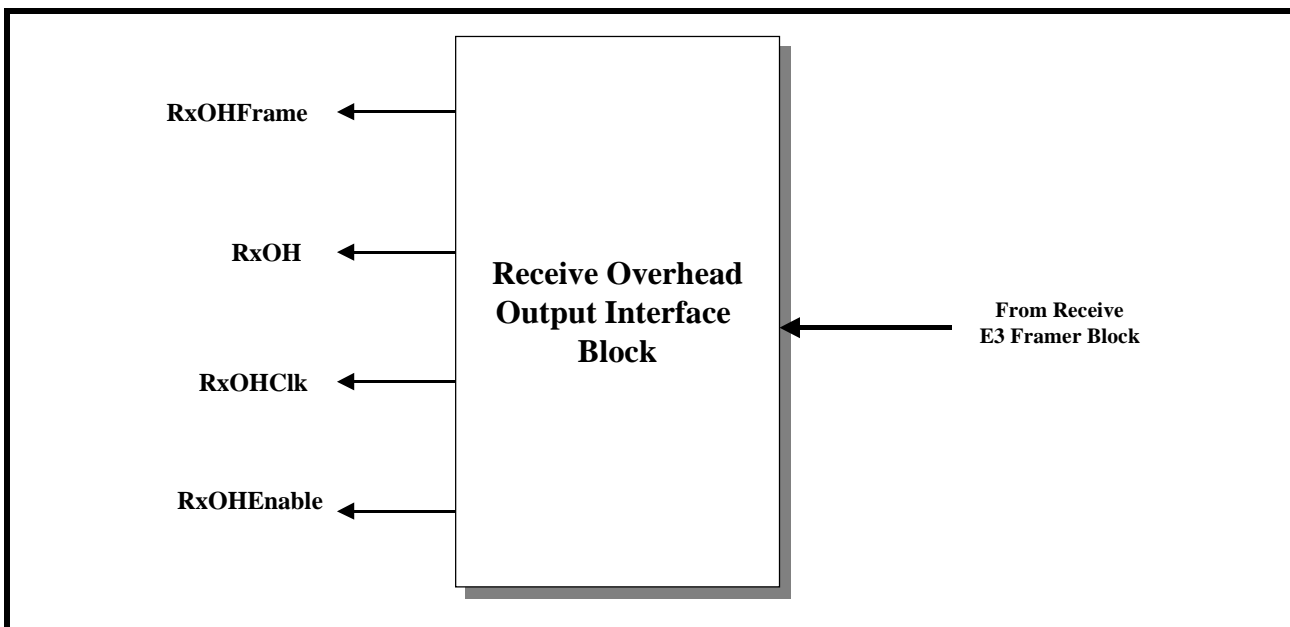 RxOHFrame
RxOH
RxOHClk
RxOHEnable
Receive Overhead
Output Interface
Block
From Receive
E3 Framer Block